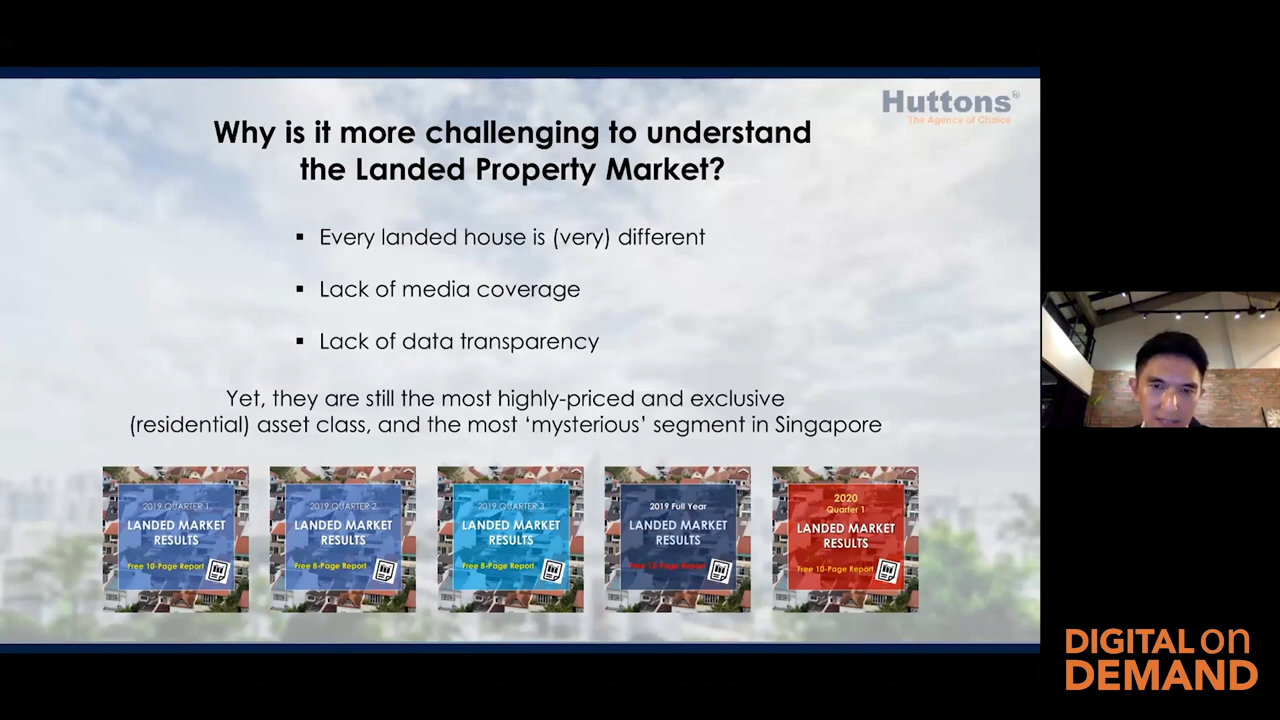 Huttons®
The Agency of Choice
Why is it more challenging to understand
the Landed Property Market?
▪ Every landed house is (very) different
▪ Lack of media coverage
▪ Lack of data transparency
Yet, they are still the most highly-priced and exclusive
(residential) asset class, and the most ‘mysterious’ segment in Singapore
2019 QUARTER 1
LANDED MARKET
RESULTS
Free 10-Page Report
2019 QUARTER 2
LANDED MARKET
RESULTS
Free 8-Page Report
2019 QUARTER 3
LANDED MARKET
RESULTS
Free 8-Page Report
2019 Full Year
LANDED MARKET
RESULTS
Page Report
2020
Quarter 1
LANDED MARKET
RESULTS
Free 10-Page Report
DIGITAL on
DEMAND